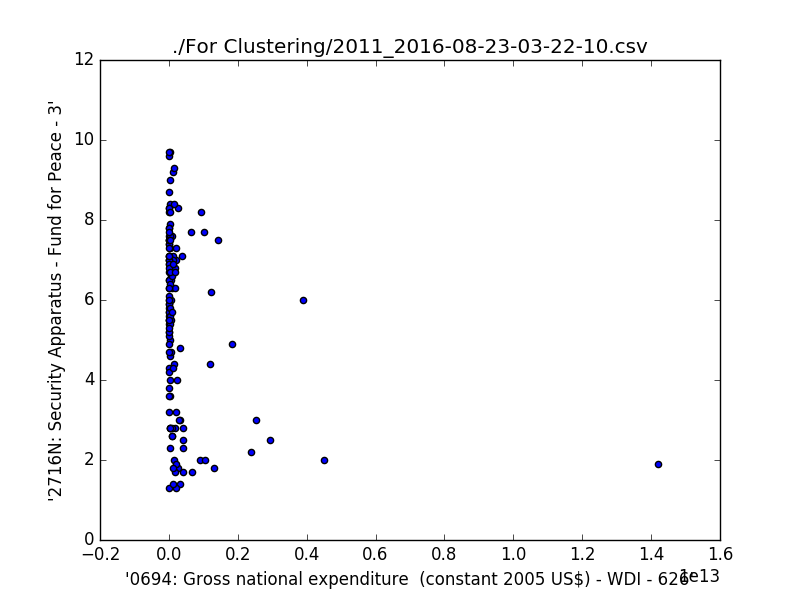 ./For Clustering/2011_2016-08-23-03-22-10.csv
'2716N: Security Apparatus - Fund for Peace - 3'
12
10
8
6
4
2
0
−0.2 0.0 0.2 0.4 0.6 0.8 1.0 1.2 1.4 1.6
1e13
'0694: Gross national expenditure (constant 2005 US$) - WDI - 626'